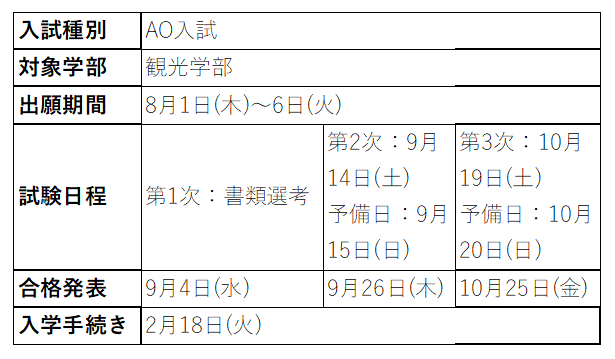 入試種別 AO入試
対象学部 観光学部
出願期間 8月1日(木)～6日(火)
試験日程 第1次：書類選考
第2次：9月
14日(土)
予備日：9月
15日(日)
第3次：10月
19日(土)
予備日：10月
20日(日)
合格発表 9月4日(水) 9月26日(木) 10月25日(金)
入学手続き 2月18日(火)